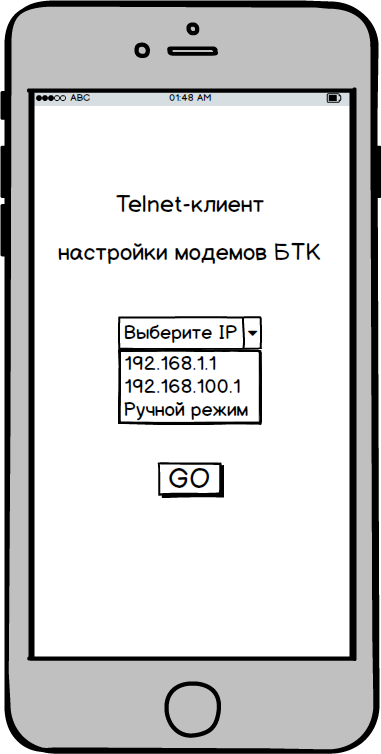 ABC 01:48 AM
Telnet-клиент
настройки модемов БТК
Выберите IP
192.168.1.1
192.168.100.1
Ручной режим
GO